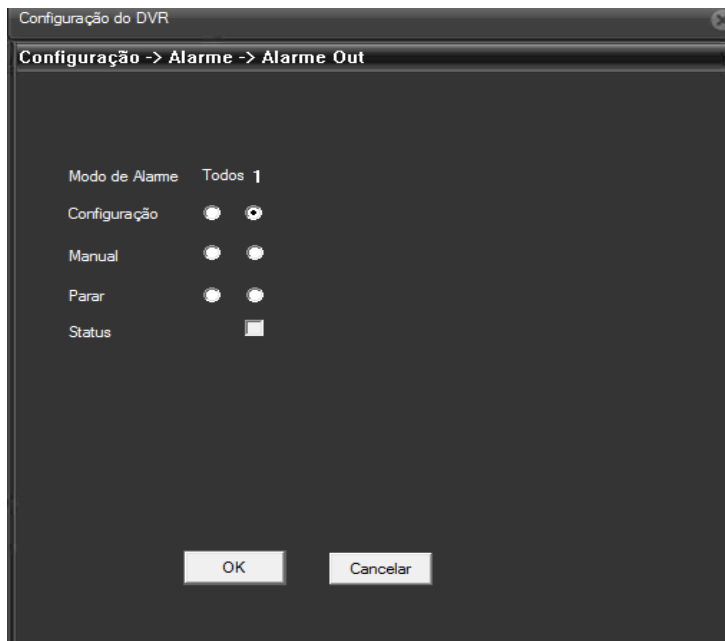 Configuração do DVR
Configuração -> Alarme -> Alarme Out
Modo de Alarme Todos 1
Configuração
Manual
Parar
Status
OK Cancelar